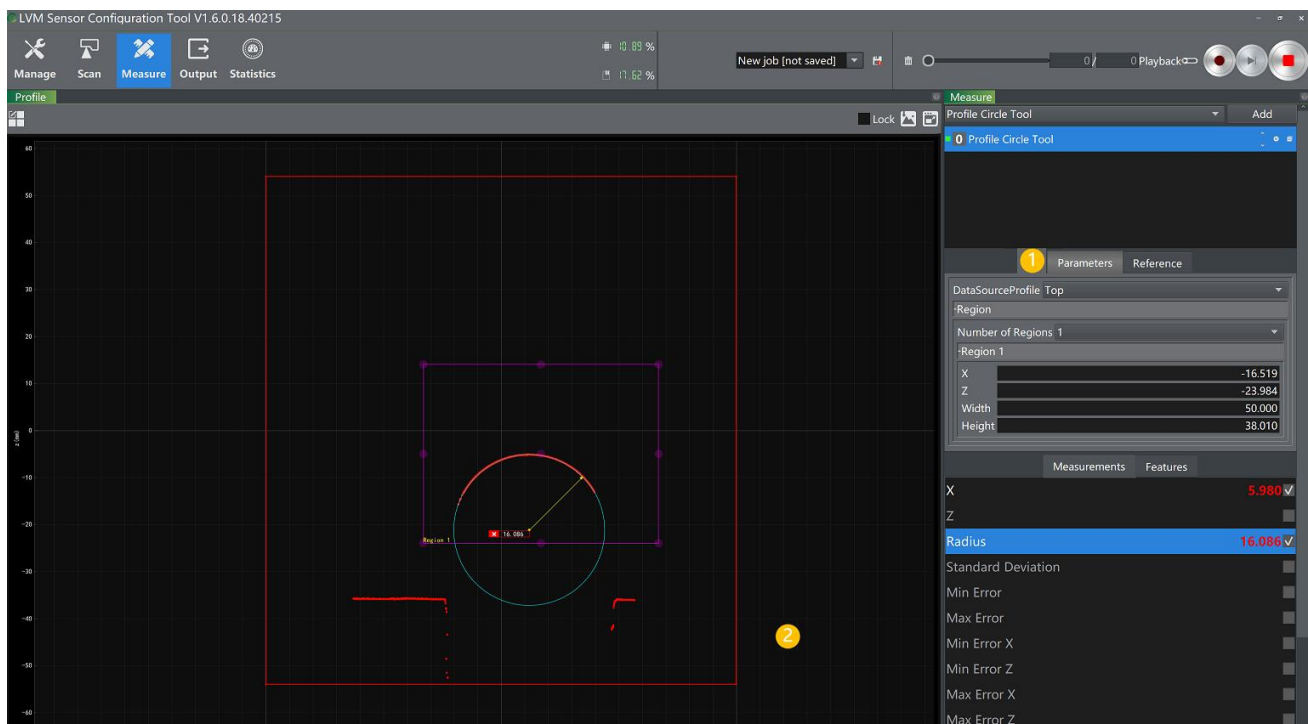 LVM Sensor Configuration Tool V1.6.0.18.40215
10.89 %
17.62 %
New job [not saved]
0/ 0 Playback
Manage Scan Measure Output Statistics
Profile
Lock
60
50
40
30
20
10
0
z(mm)
-10
-20
-30
-40
-50
-60
16.086
Region 1
2
Measure
Profile Circle Tool Add
0 Profile Circle Tool
1 Parameters Reference
DataSourceProfile Top
-Region
Number of Regions 1
-Region 1
X -16.519
Z -23.984
Width 50.000
Height 38.010
Measurements Features
X 5.980
Z
Radius 16.086
Standard Deviation
Min Error
Max Error
Min Error X
Min Error Z
Max Error X
Max Error Z